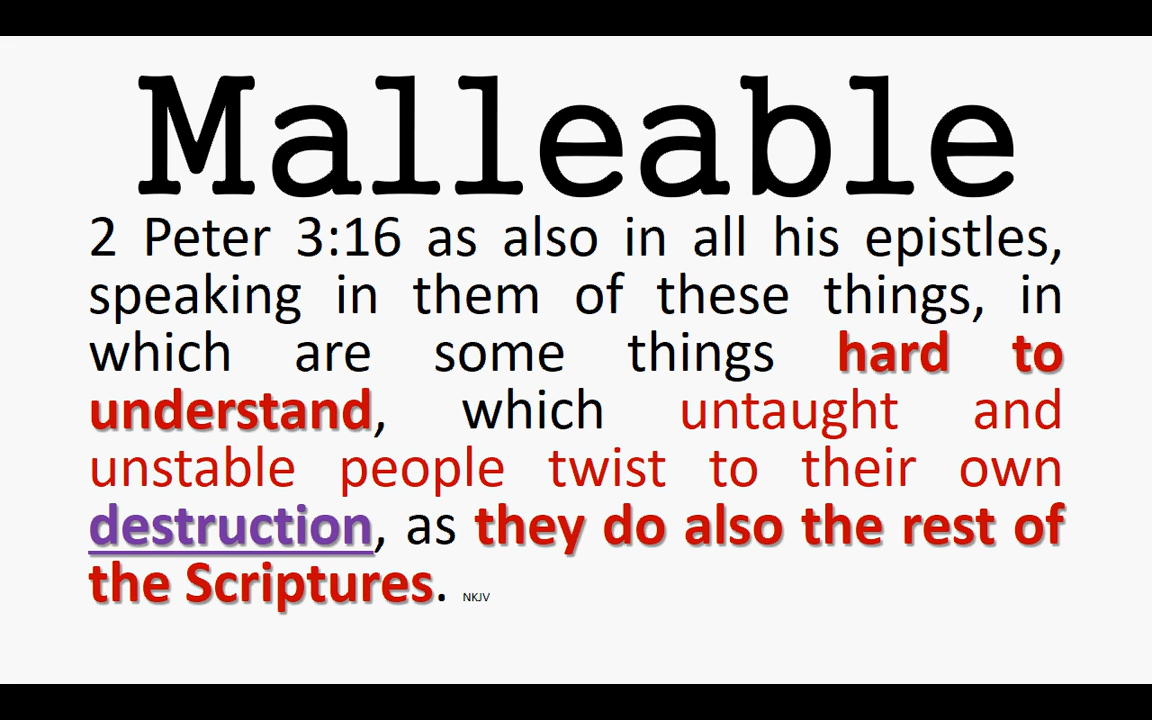 Malleable
2 Peter 3:16 as also in all his epistles,
speaking in them of these things, in
which are some things hard to
understand, which untaught and
unstable people twist to their own
destruction, as they do also the rest of
the Scriptures. NKJV